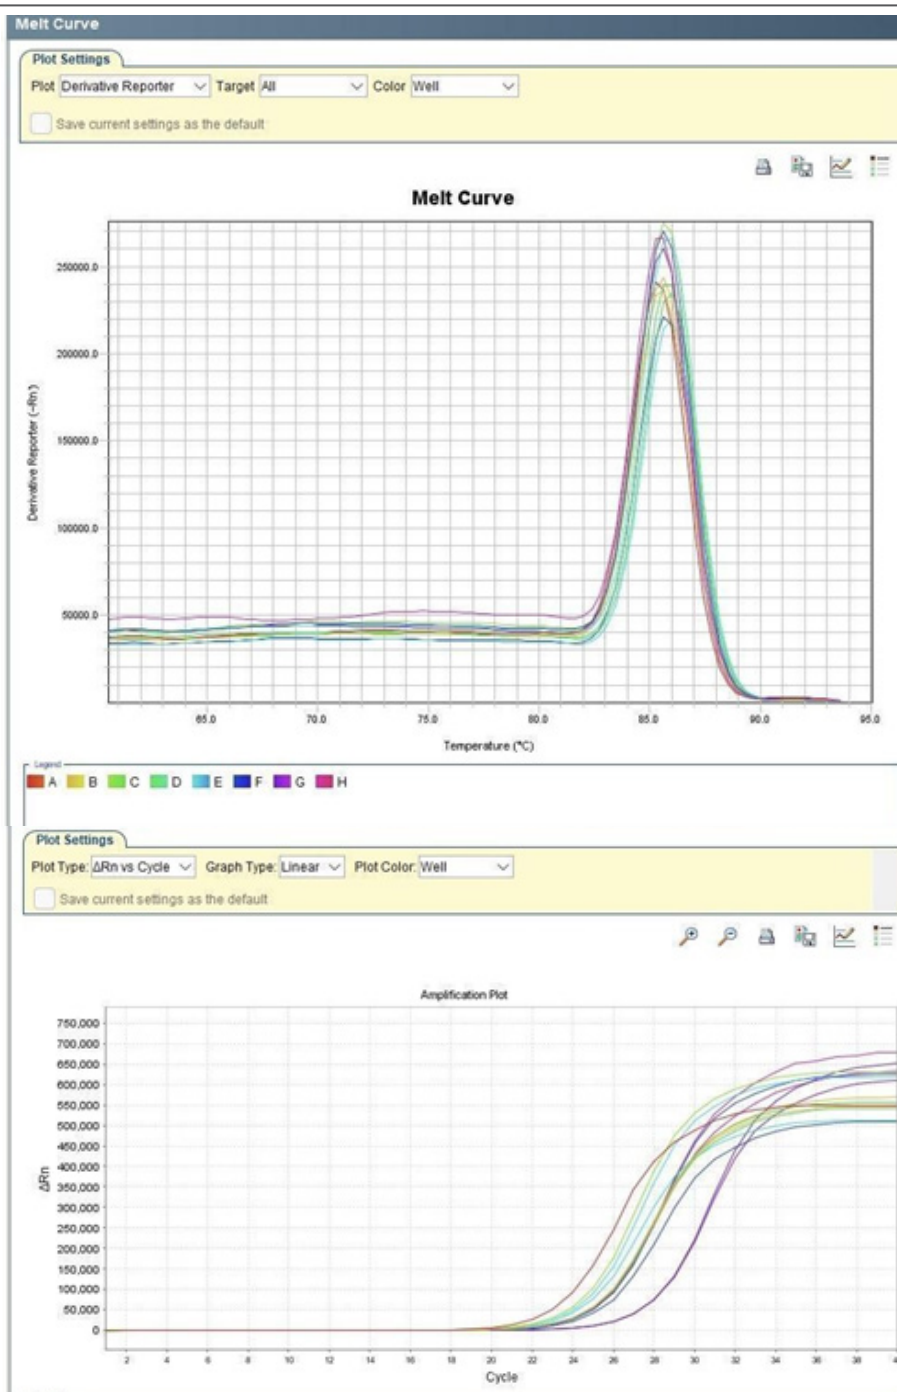 Melt Curve
Plot Settings
Plot Derivative Reporter Target All Color Well
Save current settings as the default
Melt Curve
250000.0
200000.0
150000.0
100000.0
50000.0
Derivative Reporter (-Rn')
65.0 70.0 75.0 80.0 85.0 90.0 95.0
Temperature (°C)
Legend
A B C D E F G H
Plot Settings
Plot Type: ΔRn vs Cycle Graph Type: Linear Plot Color: Well
Save current settings as the default
Amplification Plot
750,000
700,000
650,000
600,000
550,000
500,000
450,000
400,000
350,000
300,000
250,000
200,000
150,000
100,000
50,000
0
ΔRn
2 4 6 8 10 12 14 16 18 20 22 24 26 28 30 32 34 36 38 4
Cycle